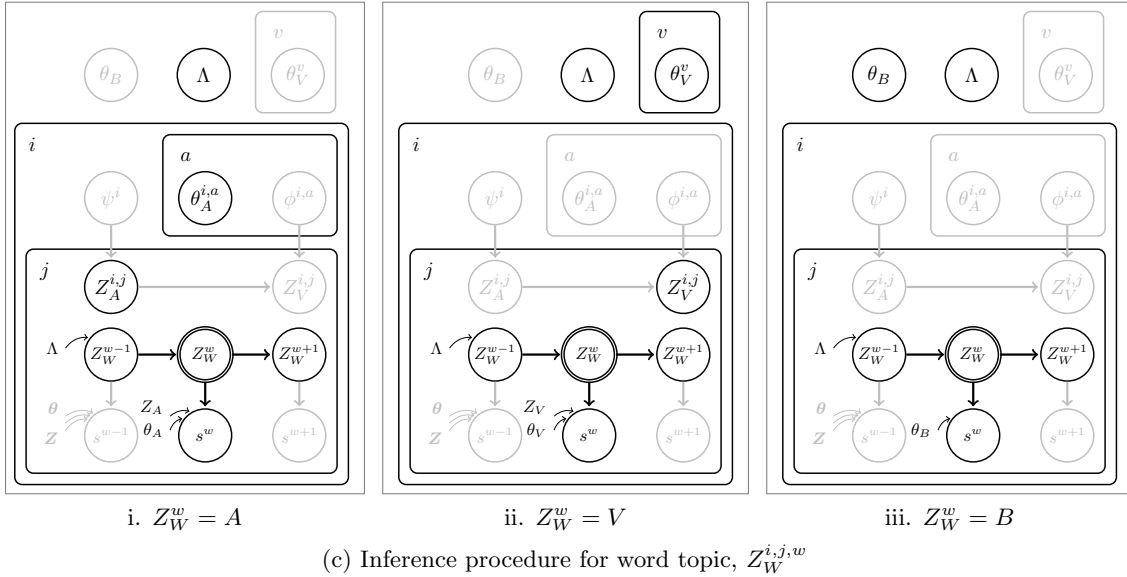 v v v
θ_B Λ θ_V^v θ_B Λ θ_V^v θ_B Λ θ_V^v
i i i
a a a
ψ^i θ_A^{i,a} ϕ^{i,a} ψ^i θ_A^{i,a} ϕ^{i,a} ψ^i θ_A^{i,a} ϕ^{i,a}
j j j
Z_A^{i,j} Z_V^{i,j} Z_A^{i,j} Z_V^{i,j} Z_A^{i,j} Z_V^{i,j}
Λ Z_W^{w−1} Z_W^w Z_W^{w+1} Λ Z_W^{w−1} Z_W^w Z_W^{w+1} Λ Z_W^{w−1} Z_W^w Z_W^{w+1}
θ Z_A θ Z_V θ
Z s^{w−1} θ_A s^w s^{w+1} Z s^{w−1} θ_V s^w s^{w+1} Z s^{w−1} θ_B s^w s^{w+1}
i. Z_W^w = A ii. Z_W^w = V iii. Z_W^w = B
(c) Inference procedure for word topic, Z_W^{i,j,w}